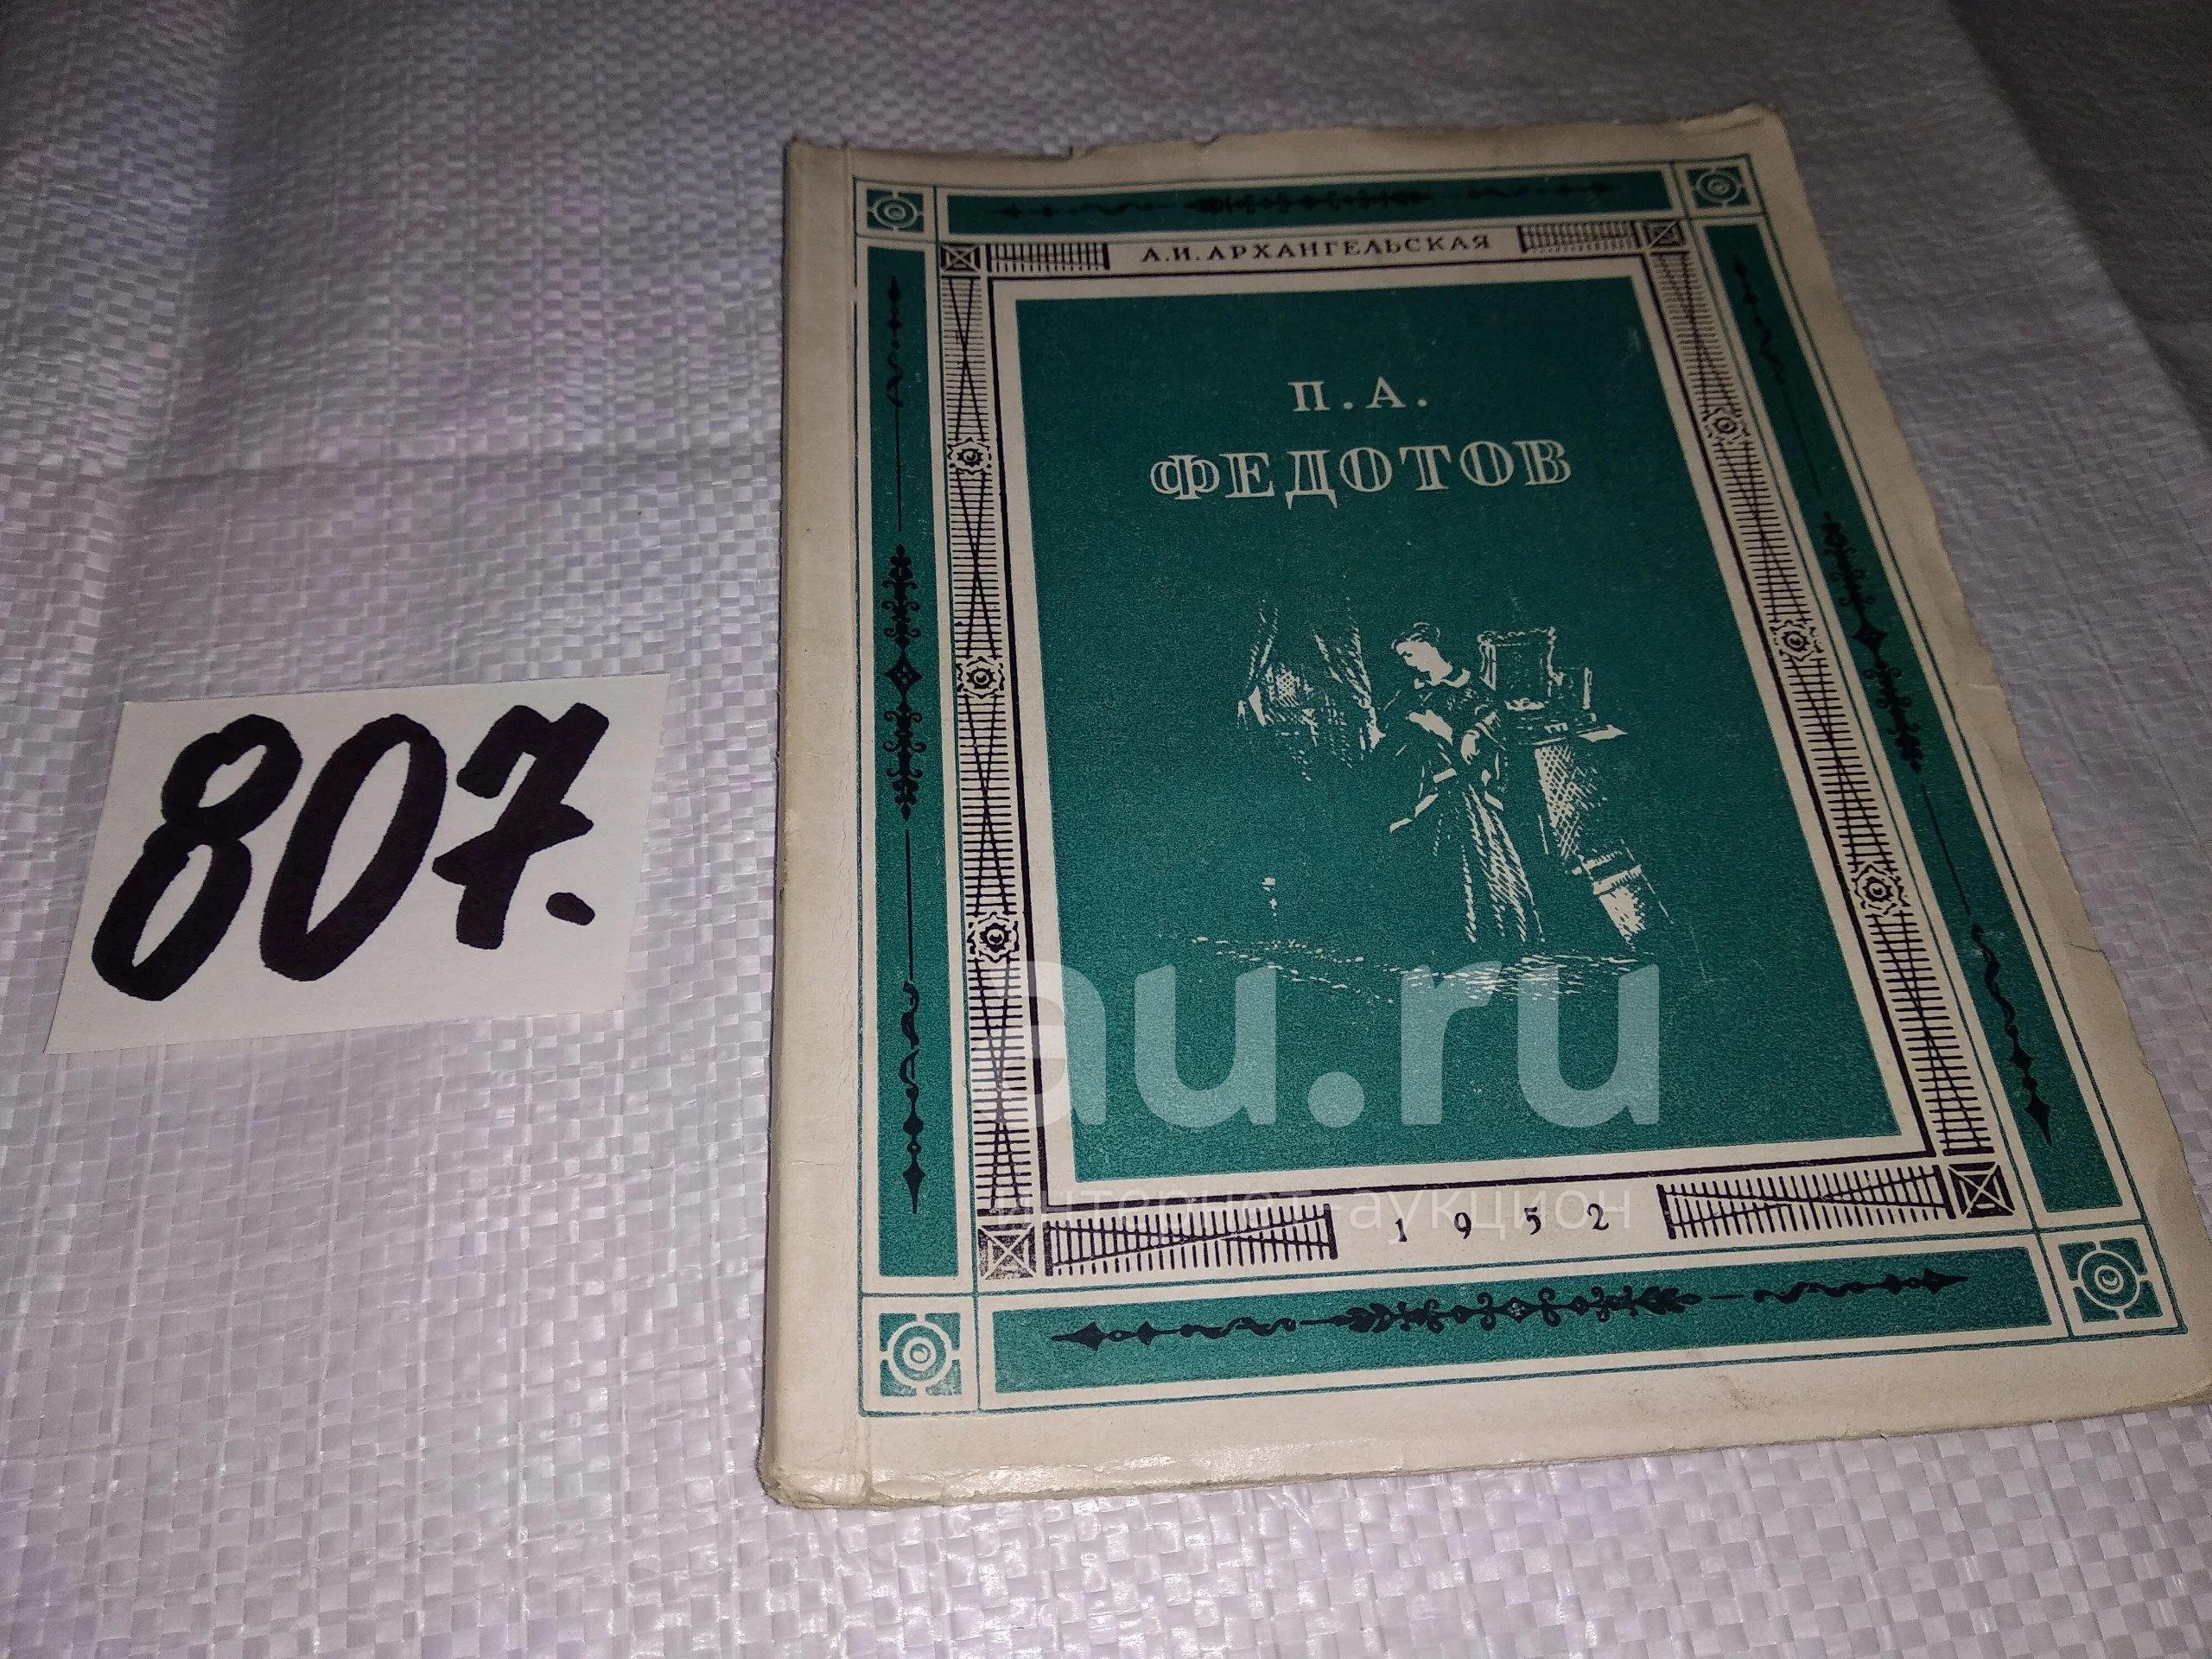 А.И.АРХАНГЕЛЬСКАЯ
П.А.
ФЕДОТОВ
807.
au.ru
интернет-аукцион
1952